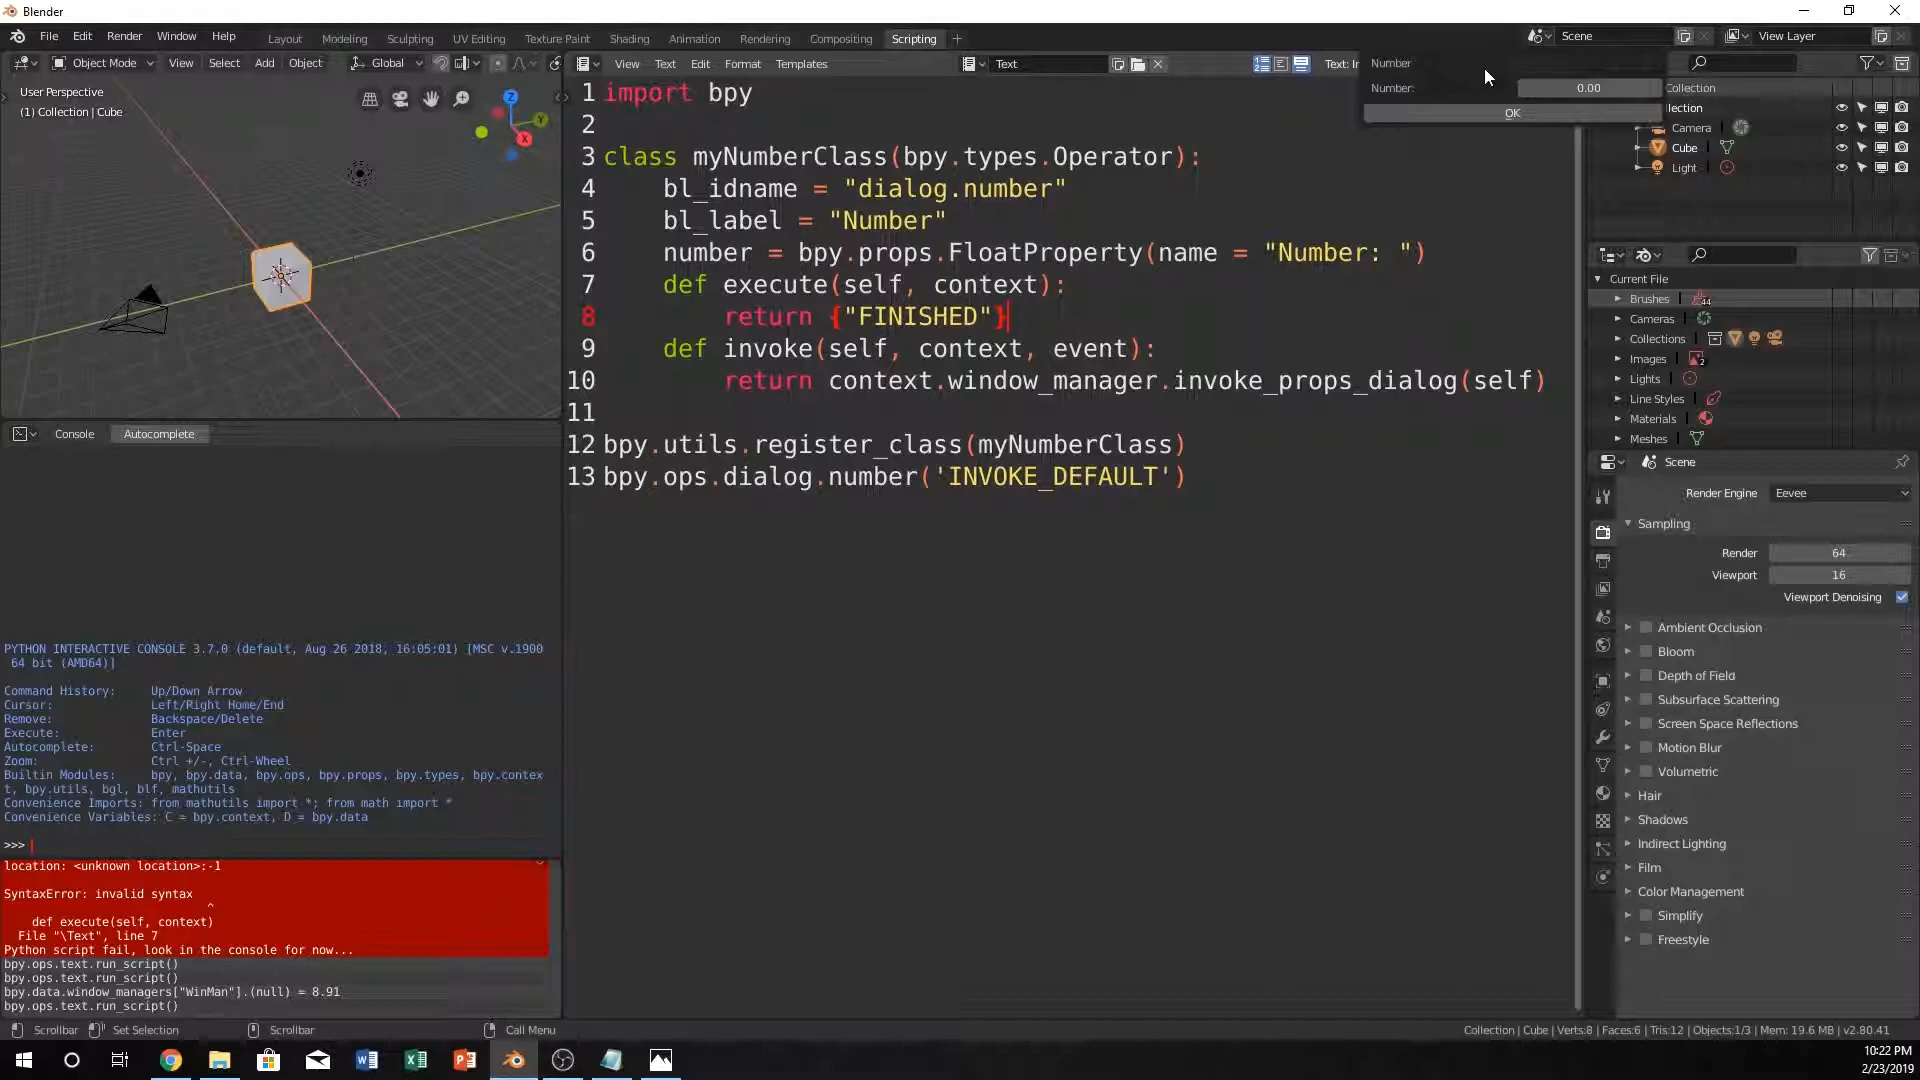 Blender
File Edit Render Window Help
Layout Modeling Sculpting UV Editing Texture Paint Shading Animation Rendering Compositing Scripting +
Scene
View Layer
Object Mode View Select Add Object Global
View Text Edit Format Templates
Text
Text: In
User Perspective
(1) Collection | Cube
Z
Y
X
1 import bpy
2
3 class myNumberClass(bpy.types.Operator):
4 bl_idname = "dialog.number"
5 bl_label = "Number"
6 number = bpy.props.FloatProperty(name = "Number: ")
7 def execute(self, context):
8 return {"FINISHED"}
9 def invoke(self, context, event):
10 return context.window_manager.invoke_props_dialog(self)
11
12 bpy.utils.register_class(myNumberClass)
13 bpy.ops.dialog.number('INVOKE_DEFAULT')
Number
Number: 0.00
OK
Collection
llection
Camera
Cube
Light
Current File
Brushes 44
Cameras
Collections
Images 2
Lights
Line Styles
Materials
Meshes
Scene
Render Engine Eevee
Sampling
Render 64
Viewport 16
Viewport Denoising
Ambient Occlusion
Bloom
Depth of Field
Subsurface Scattering
Screen Space Reflections
Motion Blur
Volumetric
Hair
Shadows
Indirect Lighting
Film
Color Management
Simplify
Freestyle
Console Autocomplete
PYTHON INTERACTIVE CONSOLE 3.7.0 (default, Aug 26 2018, 16:05:01) [MSC v.1900
64 bit (AMD64)]
Command History: Up/Down Arrow
Cursor: Left/Right Home/End
Remove: Backspace/Delete
Execute: Enter
Autocomplete: Ctrl-Space
Zoom: Ctrl +/-, Ctrl-Wheel
Builtin Modules: bpy, bpy.data, bpy.ops, bpy.props, bpy.types, bpy.contex
t, bpy.utils, bgl, blf, mathutils
Convenience Imports: from mathutils import *; from math import *
Convenience Variables: C = bpy.context, D = bpy.data
>>>
location: <unknown location>:-1
SyntaxError: invalid syntax
^
def execute(self, context)
File "\Text", line 7
Python script fail, look in the console for now...
bpy.ops.text.run_script()
bpy.ops.text.run_script()
bpy.data.window_managers["WinMan"].(null) = 8.91
bpy.ops.text.run_script()
Scrollbar Set Selection Scrollbar Call Menu
Collection | Cube | Verts:8 | Faces:6 | Tris:12 | Objects:1/3 | Mem: 19.6 MB | v2.80.41
10:22 PM
2/23/2019